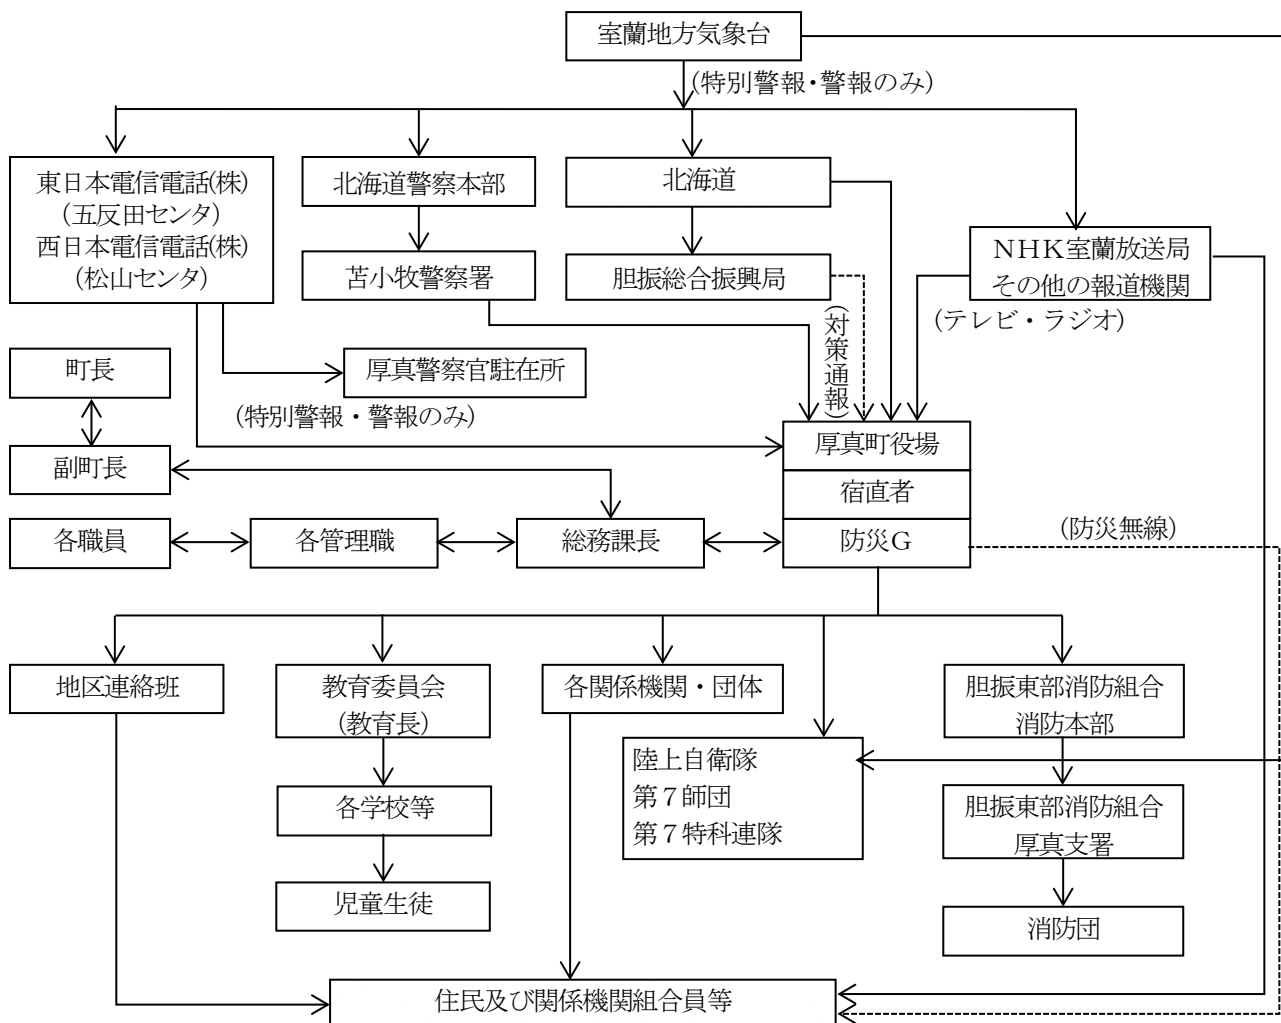 室蘭地方気象台
(特別警報・警報のみ)
東日本電信電話(株)
(五反田センタ)
西日本電信電話(株)
(松山センタ)
北海道警察本部
北海道
苫小牧警察署
胆振総合振興局
NHK室蘭放送局
その他の報道機関
(テレビ・ラジオ)
(対策通報)
町長
厚真警察官駐在所
(特別警報・警報のみ)
副町長
厚真町役場
宿直者
各職員
各管理職
総務課長
防災G
(防災無線)
地区連絡班
教育委員会
(教育長)
各関係機関・団体
胆振東部消防組合
消防本部
陸上自衛隊
第7師団
第7特科連隊
各学校等
胆振東部消防組合
厚真支署
児童生徒
消防団
住民及び関係機関組合員等